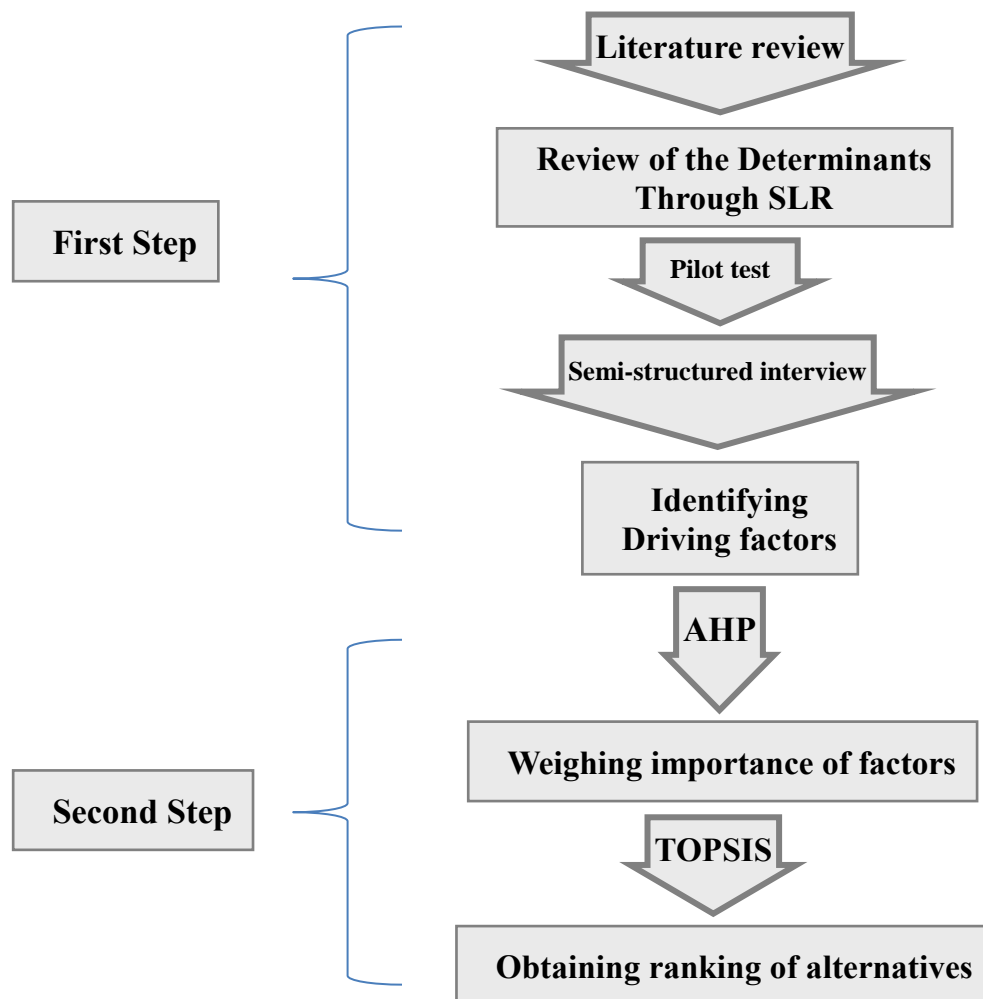 Literature review
Review of the Determinants
Through SLR
First Step
Pilot test
Semi-structured interview
Identifying
Driving factors
AHP
Weighing importance of factors
Second Step
TOPSIS
Obtaining ranking of alternatives